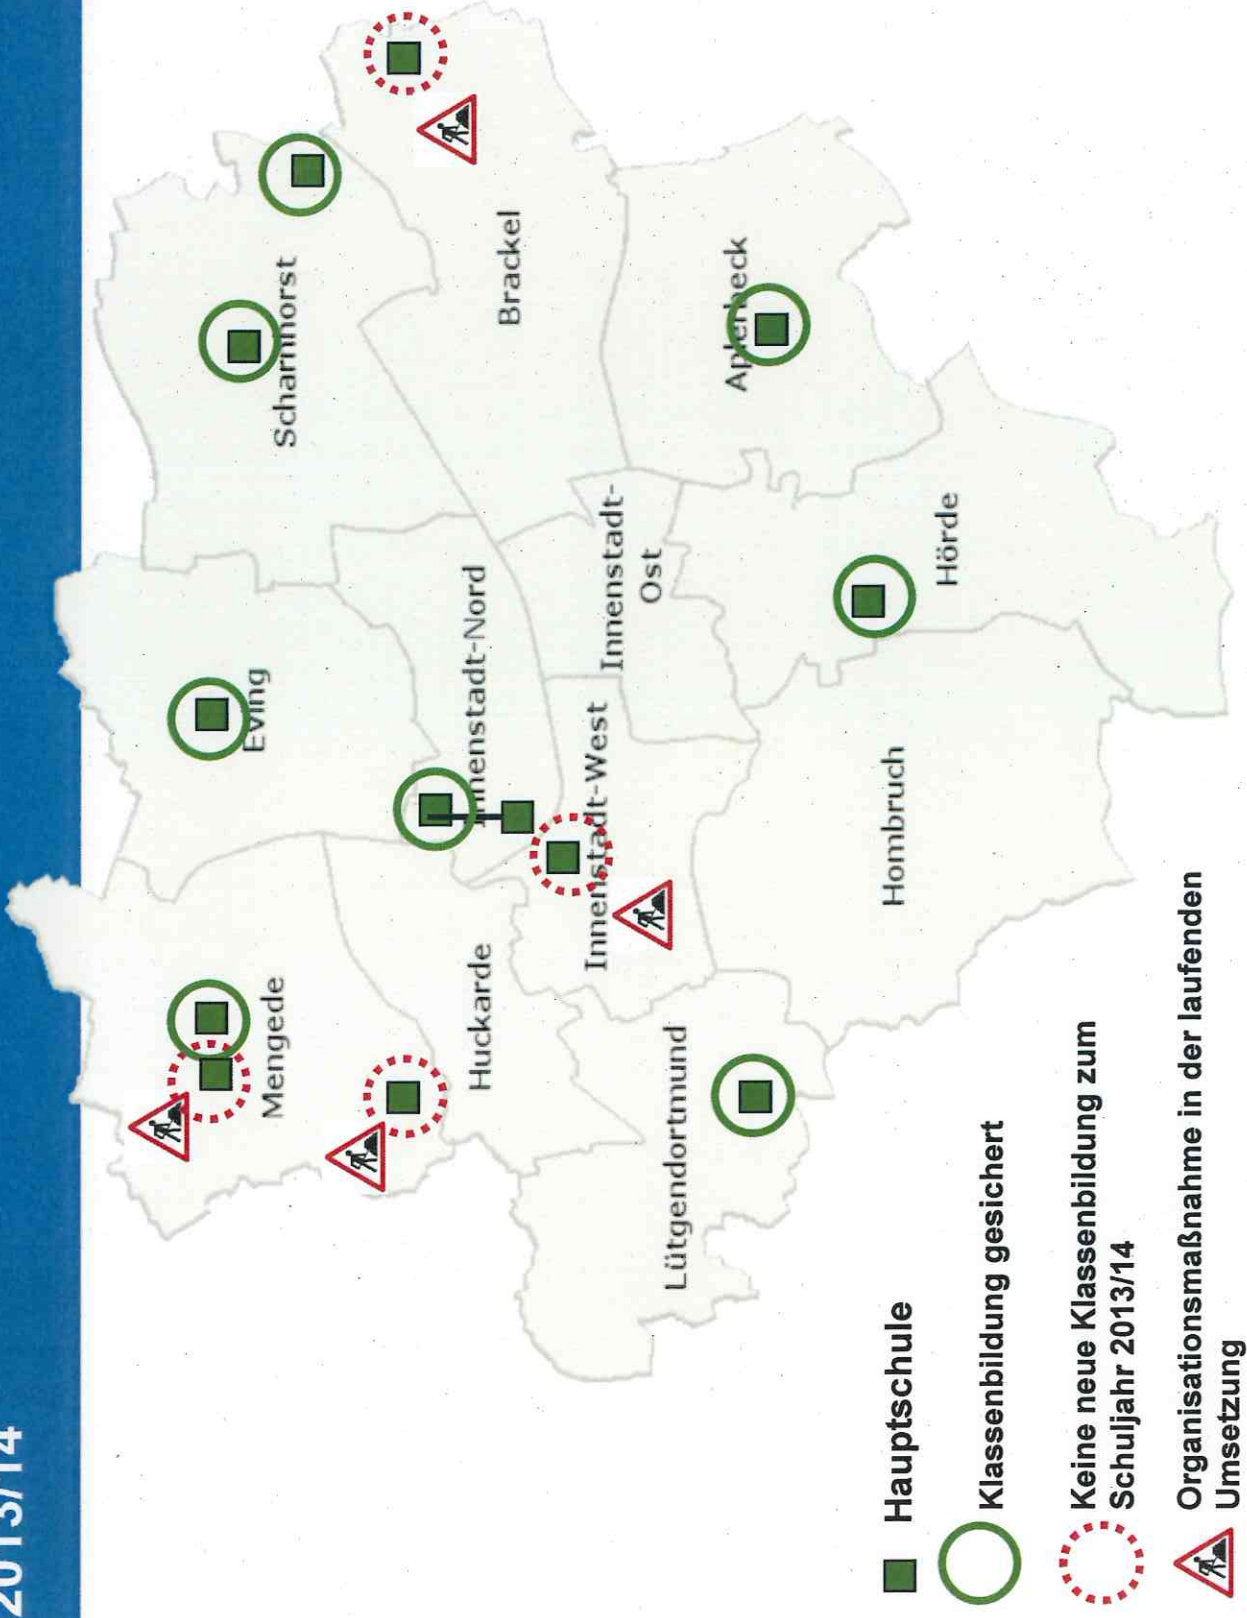 2013/14
Mengede
Eving
Scharnhorst
Huckarde
Innenstadt-Nord
Brackel
Innenstadt-West
Innenstadt-
Ost
Lütgendortmund
Aplerbeck
Hombruch
Hörde
Hauptschule
Klassenbildung gesichert
Keine neue Klassenbildung zum
Schuljahr 2013/14
Organisationsmaßnahme in der laufenden
Umsetzung